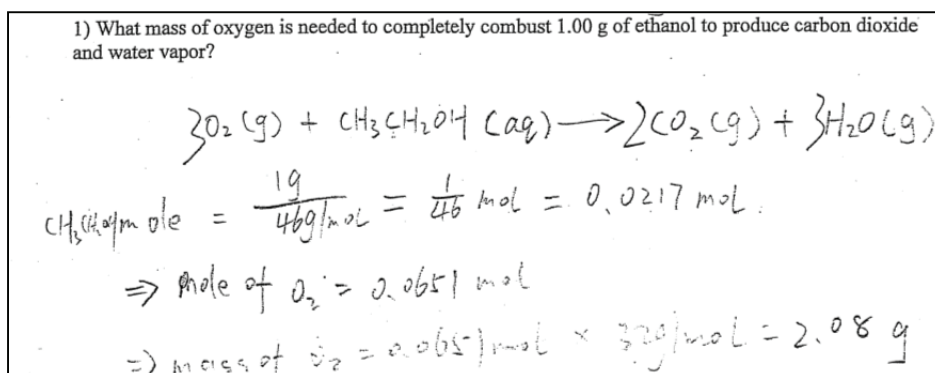 1) What mass of oxygen is needed to completely combust 1.00 g of ethanol to produce carbon dioxide
and water vapor?
3O₂ (g) + CH₃CH₂OH (aq) → 2CO₂ (g) + 3H₂O (g)
CH₃CH₂OH mole = 1g / 46g/mol = 1/46 mol = 0.0217 mol.
⇒ mole of O₂ = 0.0651 mol
⇒ mass of O₂ = 0.0651 mol × 32g/mol = 2.08 g